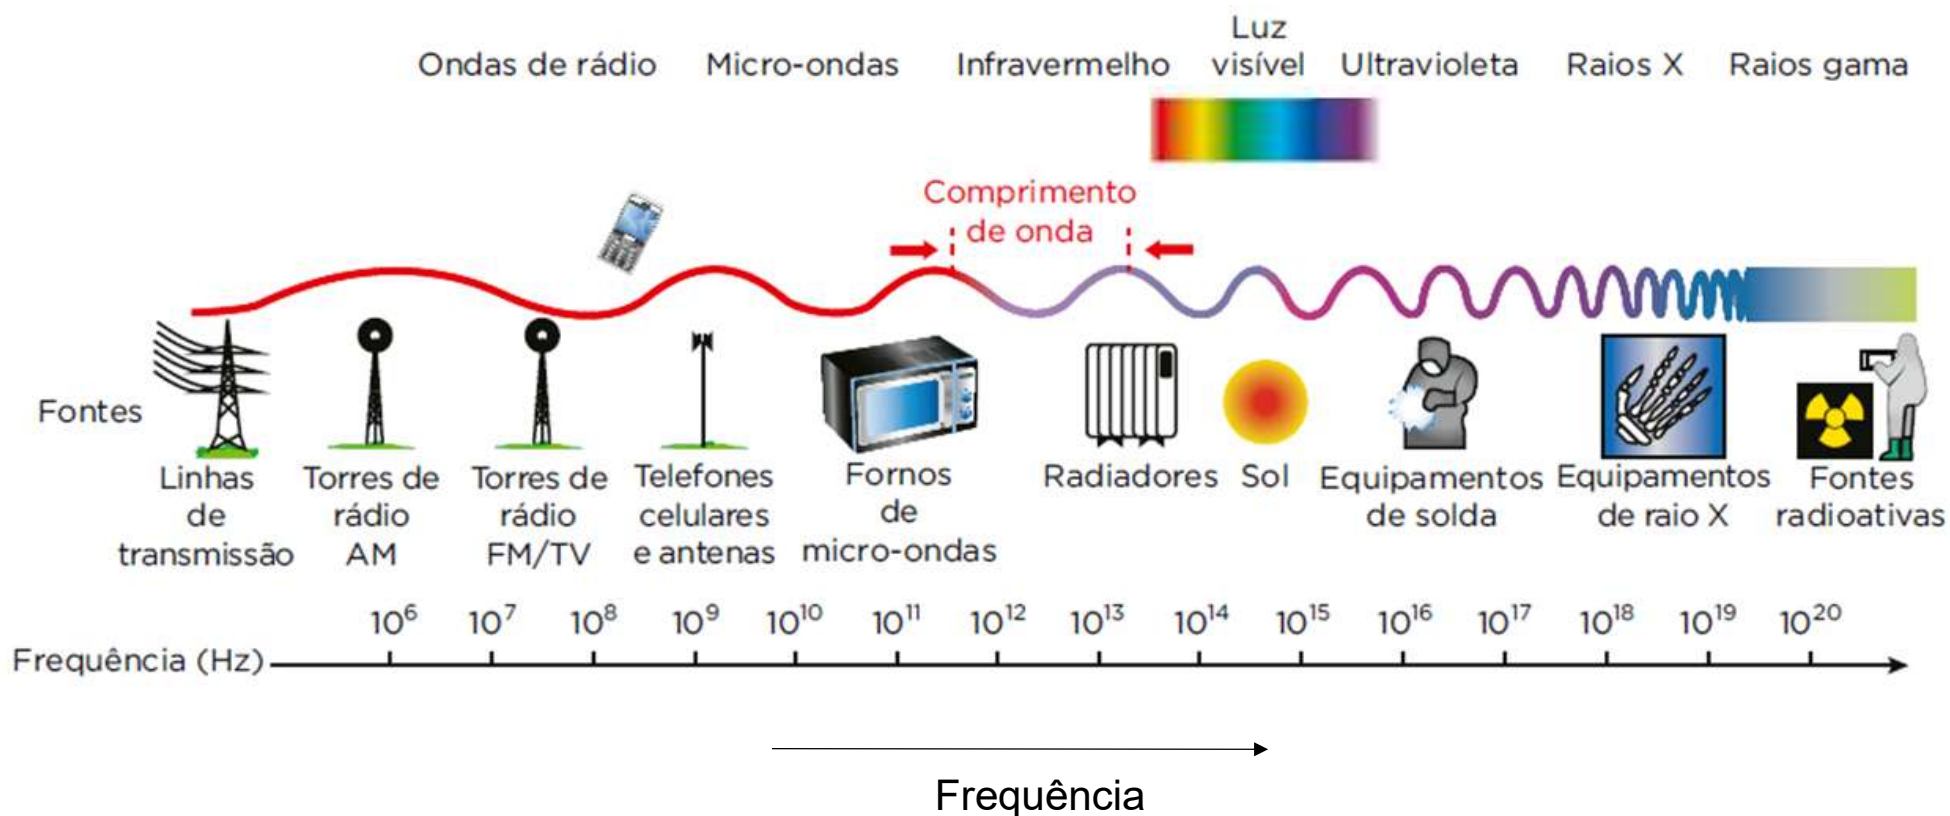 Luz
Ondas de rádio Micro-ondas Infravermelho visível Ultravioleta Raios X Raios gama
Comprimento
de onda
Fontes
Linhas
de
transmissão
Torres de
rádio
AM
Torres de
rádio
FM/TV
Telefones
celulares
e antenas
Fornos
de
micro-ondas
Radiadores
Sol
Equipamentos
de solda
Equipamentos
de raio X
Fontes
radioativas
10⁶ 10⁷ 10⁸ 10⁹ 10¹⁰ 10¹¹ 10¹² 10¹³ 10¹⁴ 10¹⁵ 10¹⁶ 10¹⁷ 10¹⁸ 10¹⁹ 10²⁰
Frequência (Hz)
Frequência